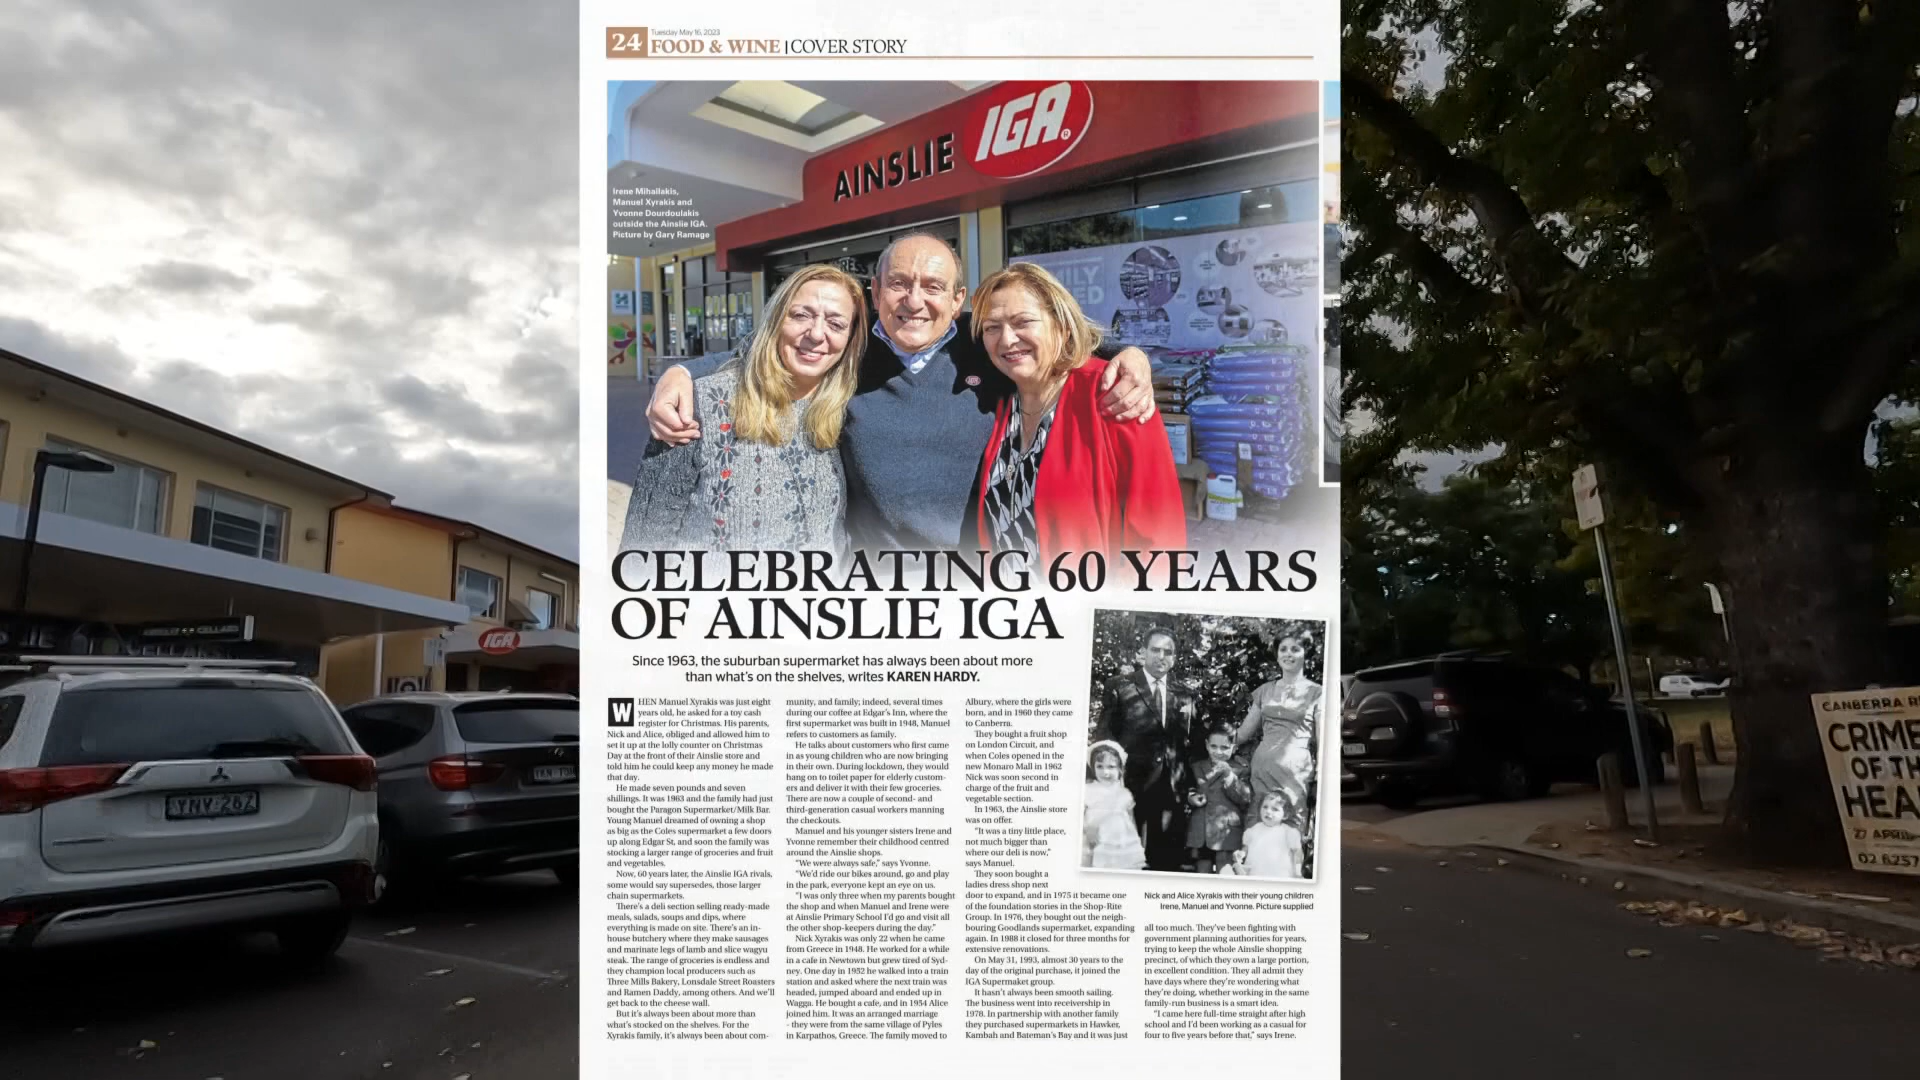 24
Tuesday May 16, 2023
FOOD & WINE | COVER STORY
AINSLIE IGA
Irene Mihailakis,
Manuel Xyrakis and
Yvonne Dourdoulakis
outside the Ainslie IGA.
Picture by Gary Ramage
CELEBRATING 60 YEARS
OF AINSLIE IGA
Since 1963, the suburban supermarket has always been about more
than what's on the shelves, writes KAREN HARDY.
WHEN Manuel Xyrakis was just eight
years old, he asked for a toy cash
register for Christmas. His parents,
Nick and Alice, obliged and allowed him to
set it up at the lolly counter on Christmas
Day at the front of their Ainslie store and
told him he could keep any money he made
that day.
He made seven pounds and seven
shillings. It was 1963 and the family had just
bought the Paragon Supermarket/Milk Bar.
Young Manuel dreamed of owning a shop
as big as the Coles supermarket a few doors
up along Edgar St, and soon the family was
stocking a larger range of groceries and fruit
and vegetables.
Now, 60 years later, the Ainslie IGA rivals,
some would say supersedes, those larger
chain supermarkets.
There's a deli section selling ready-made
meals, salads, soups and dips, where
everything is made on site. There's an in-
house butchery where they make sausages
and marinate legs of lamb and slice wagyu
steak. The range of groceries is endless and
they champion local producers such as
Three Mills Bakery, Lonsdale Street Roasters
and Ramen Daddy, among others. And we'll
get back to the cheese wall.
But it's always been about more than
what's stocked on the shelves. For the
Xyrakis family, it's always been about com-
munity, and family; indeed, several times
during our coffee at Edgar's Inn, where the
first supermarket was built in 1948, Manuel
refers to customers as family.
He talks about customers who first came
in as young children who are now bringing
in their own. During lockdown, they would
hang on to toilet paper for elderly custom-
ers and deliver it with their few groceries.
There are now a couple of second- and
third-generation casual workers manning
the checkouts.
Manuel and his younger sisters Irene and
Yvonne remember their childhood centred
around the Ainslie shops.
"We were always safe," says Yvonne.
"We'd ride our bikes around, go and play
in the park, everyone kept an eye on us.
"I was only three when my parents bought
the shop and when Manuel and Irene were
at Ainslie Primary School I'd go and visit all
the other shop-keepers during the day."
Nick Xyrakis was only 22 when he came
from Greece in 1948. He worked for a while
in a cafe in Newtown but grew tired of Syd-
ney. One day in 1952 he walked into a train
station and asked where the next train was
headed, jumped aboard and ended up in
Wagga. He bought a cafe, and in 1954 Alice
joined him. It was an arranged marriage
- they were from the same village of Pyles
in Karpathos, Greece. The family moved to
Albury, where the girls were
born, and in 1960 they came
to Canberra.
They bought a fruit shop
on London Circuit, and
when Coles opened in the
new Monaro Mall in 1962
Nick was soon second in
charge of the fruit and
vegetable section.
In 1963, the Ainslie store
was on offer.
"It was a tiny little place,
not much bigger than
where our deli is now,"
says Manuel.
They soon bought a
ladies dress shop next
door to expand, and in 1975 it became one
of the foundation stories in the Shop-Rite
Group. In 1976, they bought out the neigh-
bouring Goodlands supermarket, expanding
again. In 1988 it closed for three months for
extensive renovations.
On May 31, 1993, almost 30 years to the
day of the original purchase, it joined the
IGA Supermaket group.
It hasn't always been smooth sailing.
The business went into receivership in
1978. In partnership with another family
they purchased supermarkets in Hawker,
Kambah and Bateman's Bay and it was just
Nick and Alice Xyrakis with their young children
Irene, Manuel and Yvonne. Picture supplied
all too much. They've been fighting with
government planning authorities for years,
trying to keep the whole Ainslie shopping
precinct, of which they own a large portion,
in excellent condition. They all admit they
have days where they're wondering what
they're doing, whether working in the same
family-run business is a smart idea.
"I came here full-time straight after high
school and I'd been working as a casual for
four to five years before that," says Irene.
CELLARS
IGA
CANBERRA
CRIME
OF TH
HEA
27 APRIL
02 6257